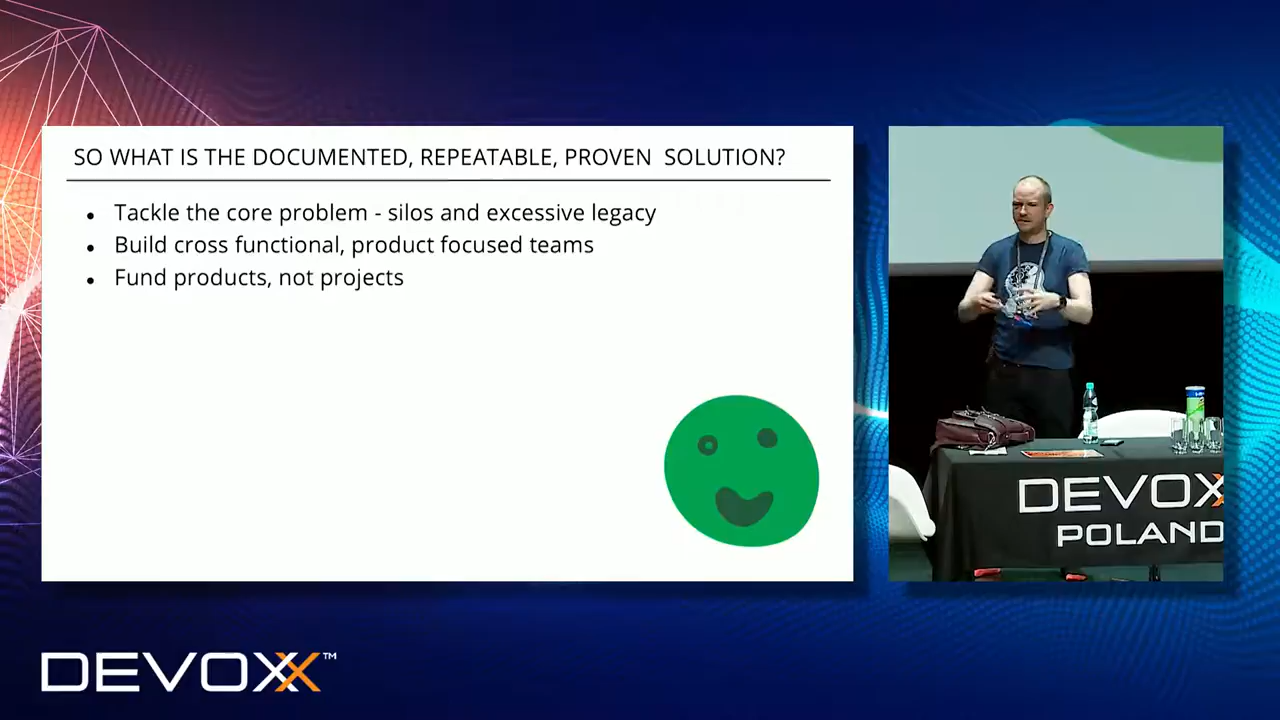 SO WHAT IS THE DOCUMENTED, REPEATABLE, PROVEN SOLUTION?
• Tackle the core problem - silos and excessive legacy
• Build cross functional, product focused teams
• Fund products, not projects
DEVOXX
POLAND
DEVOXX™